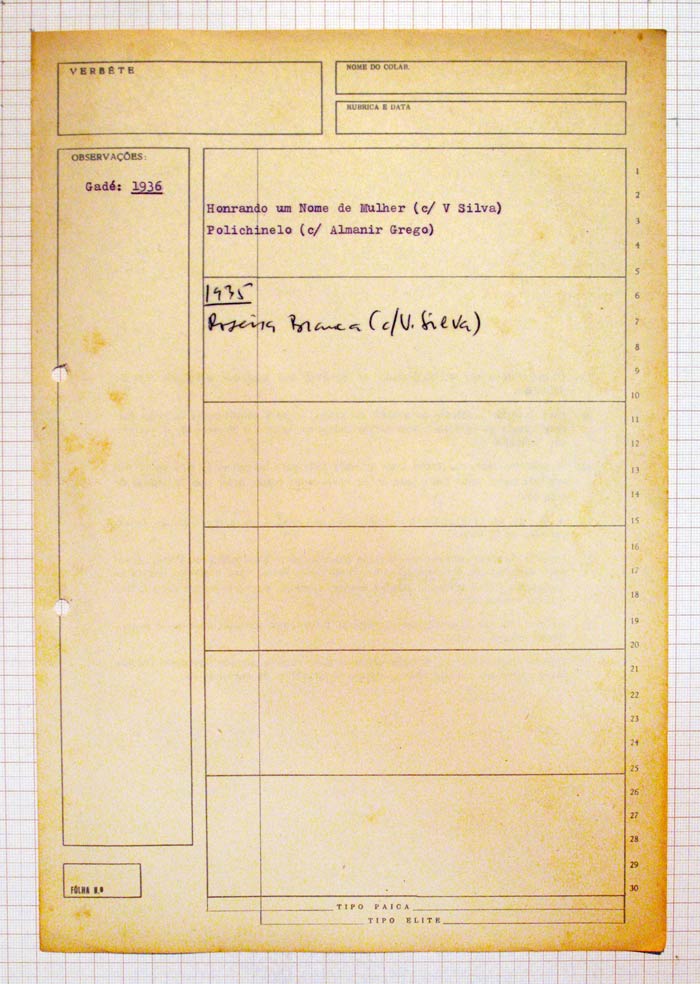 VERBÊTE
NOME DO COLAB.
RUBRICA E DATA
OBSERVAÇÕES:
Gadé: 1936
Honrando um Nome de Mulher (c/ V Silva)
Polichinelo (c/ Almanir Grego)
1935
Roseira Branca (c/V. Silva)
1
2
3
4
5
6
7
8
9
10
11
12
13
14
15
16
17
18
19
20
21
22
23
24
25
26
27
28
29
30
FÔLHA N.º
TIPO PAICA
TIPO ELITE